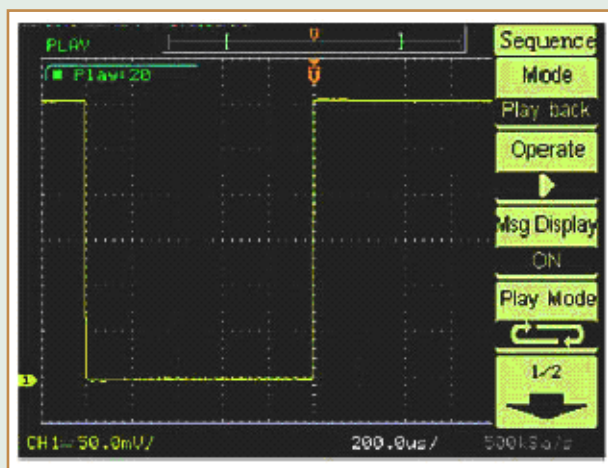 PLAY
Sequence
Play:20
Mode
Play back
Operate
Msg Display
ON
Play Mode
1
1/2
CH1 50.0mV/ 200.0us/ 500kSa/s